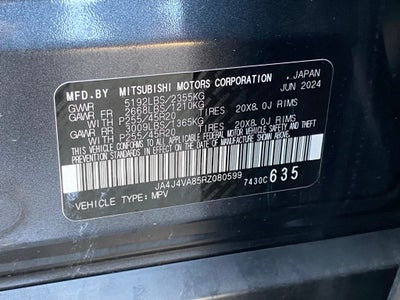 MFD.BY MITSUBISHI MOTORS CORPORATION , JAPAN
JUN 2024
GVWR 5192LBS/2355KG
GAWR FR 2668LBS/1210KG
WITH P255/45R20 20X8.0J RIMS
GAWR RR 3009LBS/1365KG
WITH P255/45R20 20X8.0J RIMS
THIS VEHICLE CONFORMS TO ALL APPLICABLE FEDERAL
MOTOR VEHICLE SAFETY AND THEFT PREVENTION
STANDARDS IN EFFECT ON THE DATE OF MANUFACTURE
SHOWN ABOVE.
JA4J4VA85RZ080599 7430C 635
VEHICLE TYPE: MPV